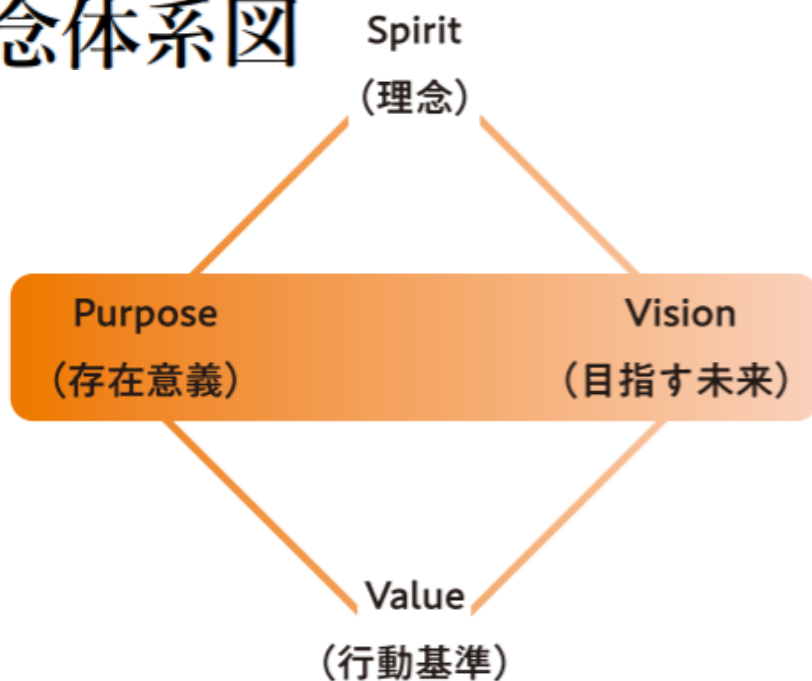 念体系図
Spirit
（理念）
Purpose
（存在意義）
Vision
（目指す未来）
Value
（行動基準）